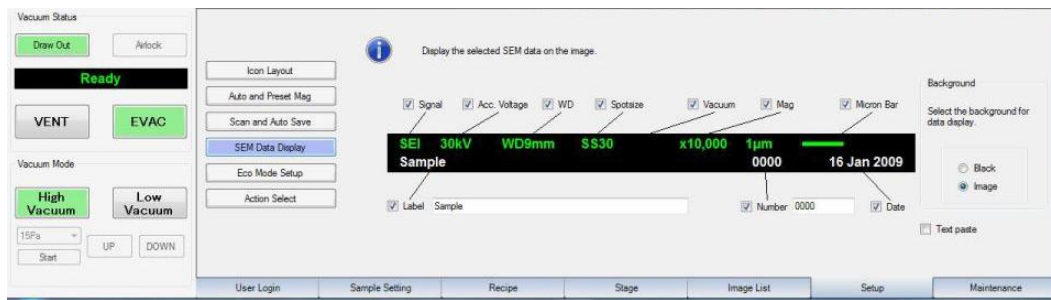 Vacuum Status
Draw Out Airlock
Ready
VENT EVAC
Vacuum Mode
High Vacuum Low Vacuum
15Pa
Start
UP DOWN
Icon Layout
Auto and Preset Mag
Scan and Auto Save
SEM Data Display
Eco Mode Setup
Action Select
Display the selected SEM data on the image.
Signal Acc. Voltage WD Spotsize Vacuum Mag Micron Bar
SEI 30kV WD9mm SS30 x10,000 1µm
Sample 0000 16 Jan 2009
Label Sample Number 0000 Date
Background
Select the background for
data display.
Black
Image
Text paste
User Login Sample Setting Recipe Stage Image List Setup Maintenance